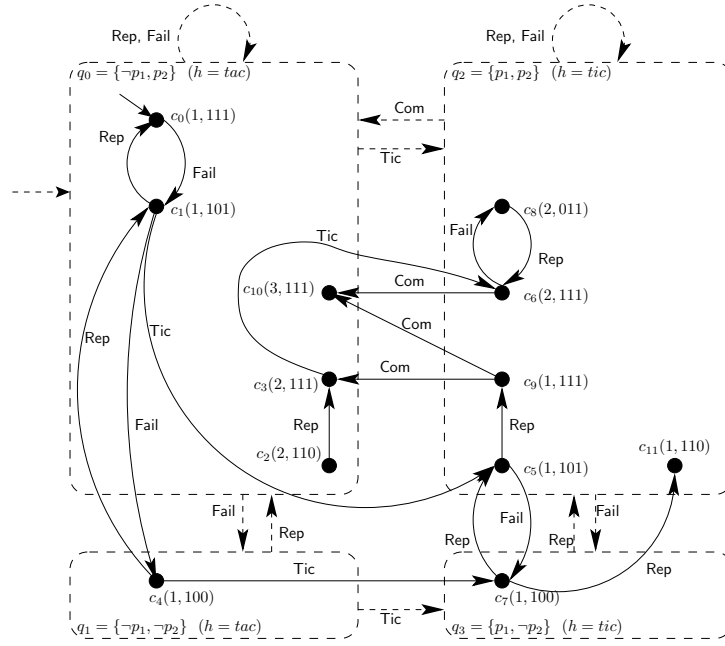 Rep, Fail
Rep, Fail
q₀ = {¬p₁, p₂} (h = tac)
q₂ = {p₁, p₂} (h = tic)
c₀(1, 111)
Com
Rep
Tic
Fail
c₁(1, 101)
c₈(2, 011)
Tic
Fail
Rep
c₁₀(3, 111)
Com
c₆(2, 111)
Tic
Com
Rep
Com
c₃(2, 111)
c₉(1, 111)
Fail
Rep
Rep
c₂(2, 110)
c₅(1, 101)
c₁₁(1, 110)
Fail
Rep
Rep
Fail
Rep
Fail
Tic
Rep
c₄(1, 100)
c₇(1, 100)
Tic
q₁ = {¬p₁, ¬p₂} (h = tac)
q₃ = {p₁, ¬p₂} (h = tic)